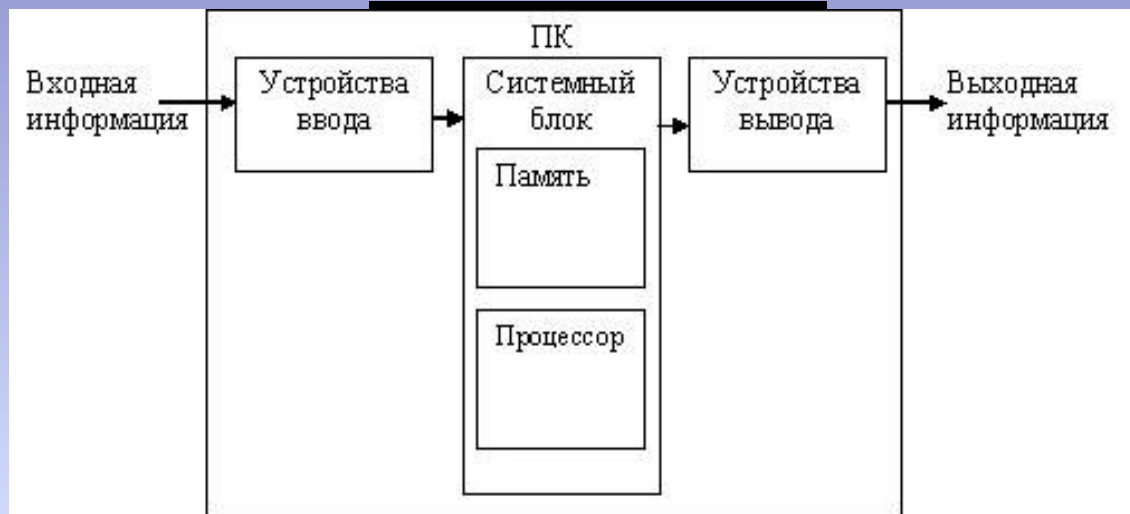 ПК
Входная
информация
Устройства
ввода
Системный
блок
Память
Процессор
Устройства
вывода
Выходная
информация